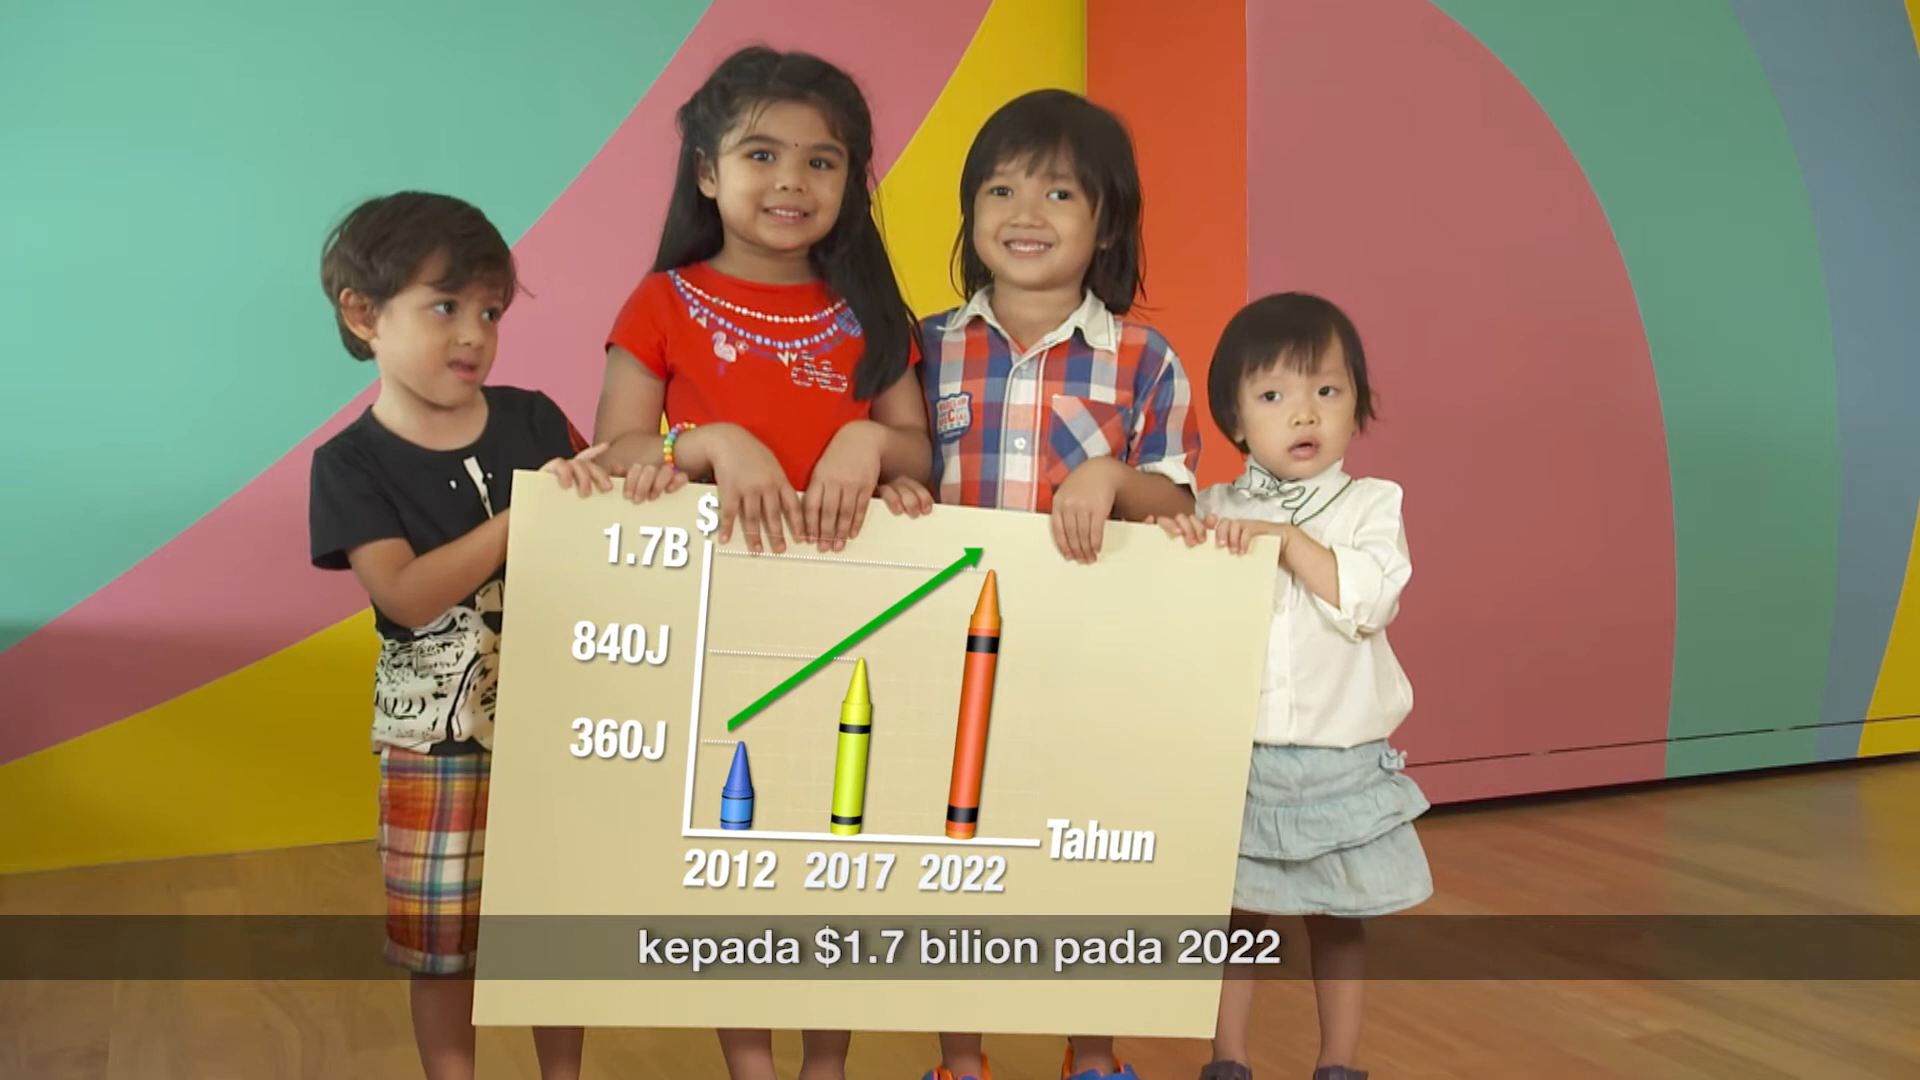 $
1.7B
840J
360J
Tahun
2012 2017 2022
kepada $1.7 bilion pada 2022